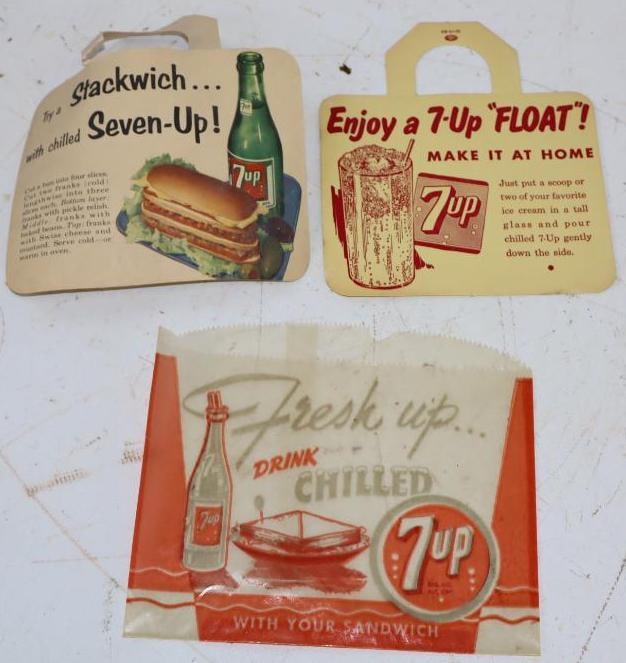 Try a Stackwich...
with chilled Seven-Up!
Cut a bun into four slices.
Cut two franks (cold)
lengthwise into three
slices each. Bottom layer:
franks with pickle relish.
Middle: franks with
baked beans. Top: franks
with Swiss cheese and
mustard. Serve cold—or
warm in oven.
7up
Enjoy a 7-Up "FLOAT"!
MAKE IT AT HOME
7up
Just put a scoop or
two of your favorite
ice cream in a tall
glass and pour
chilled 7-Up gently
down the side.
Fresh up...
DRINK
CHILLED
7up
7up
WITH YOUR SANDWICH